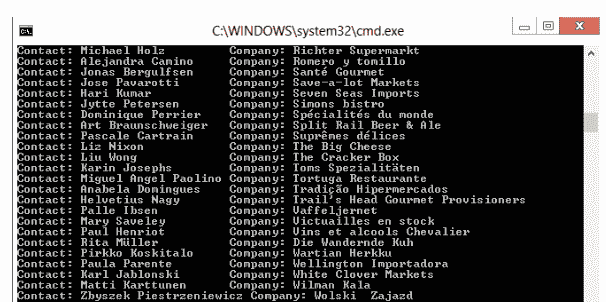 C:\WINDOWS\system32\cmd.exe
Contact: Michael Holz Company: Richter Supermarkt
Contact: Alejandra Camino Company: Romero y tomillo
Contact: Jonas Bergulfsen Company: Santé Gourmet
Contact: Jose Pavarotti Company: Save-a-lot Markets
Contact: Hari Kumar Company: Seven Seas Imports
Contact: Jytte Petersen Company: Simons bistro
Contact: Dominique Perrier Company: Spécialités du monde
Contact: Art Braunschweiger Company: Split Rail Beer & Ale
Contact: Pascale Cartrain Company: Suprêmes délices
Contact: Liz Nixon Company: The Big Cheese
Contact: Liu Wong Company: The Cracker Box
Contact: Karin Josephs Company: Toms Spezialitäten
Contact: Miguel Angel Paolino Company: Tortuga Restaurante
Contact: Anabela Domingues Company: Tradição Hipermercados
Contact: Helvetius Nagy Company: Trail's Head Gourmet Provisioners
Contact: Palle Ibsen Company: Vaffeljernet
Contact: Mary Saveley Company: Victuailles en stock
Contact: Paul Henriot Company: Vins et alcools Chevalier
Contact: Rita Müller Company: Die Wandernde Kuh
Contact: Pirkko Koskitalo Company: Wartian Herkku
Contact: Paula Parente Company: Wellington Importadora
Contact: Karl Jablonski Company: White Clover Markets
Contact: Matti Karttunen Company: Wilman Kala
Contact: Zbyszek Piestrzeniewicz Company: Wolski Zajazd